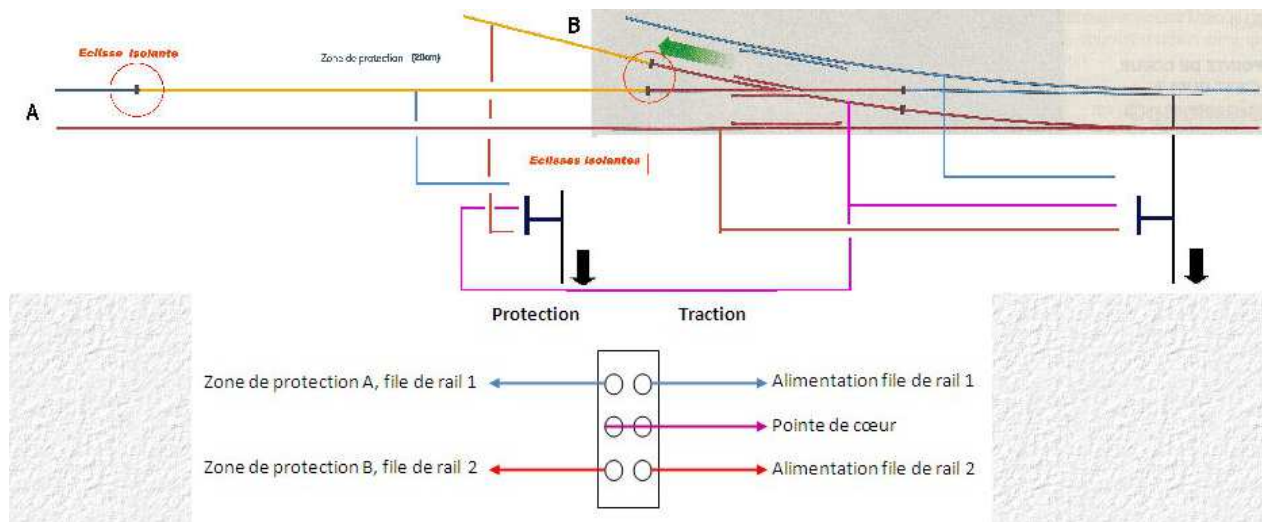 B
Eclisse isolante
Zone de protection (20cm)
A
Eclisses isolantes
Protection Traction
Zone de protection A, file de rail 1 Alimentation file de rail 1
Pointe de cœur
Zone de protection B, file de rail 2 Alimentation file de rail 2